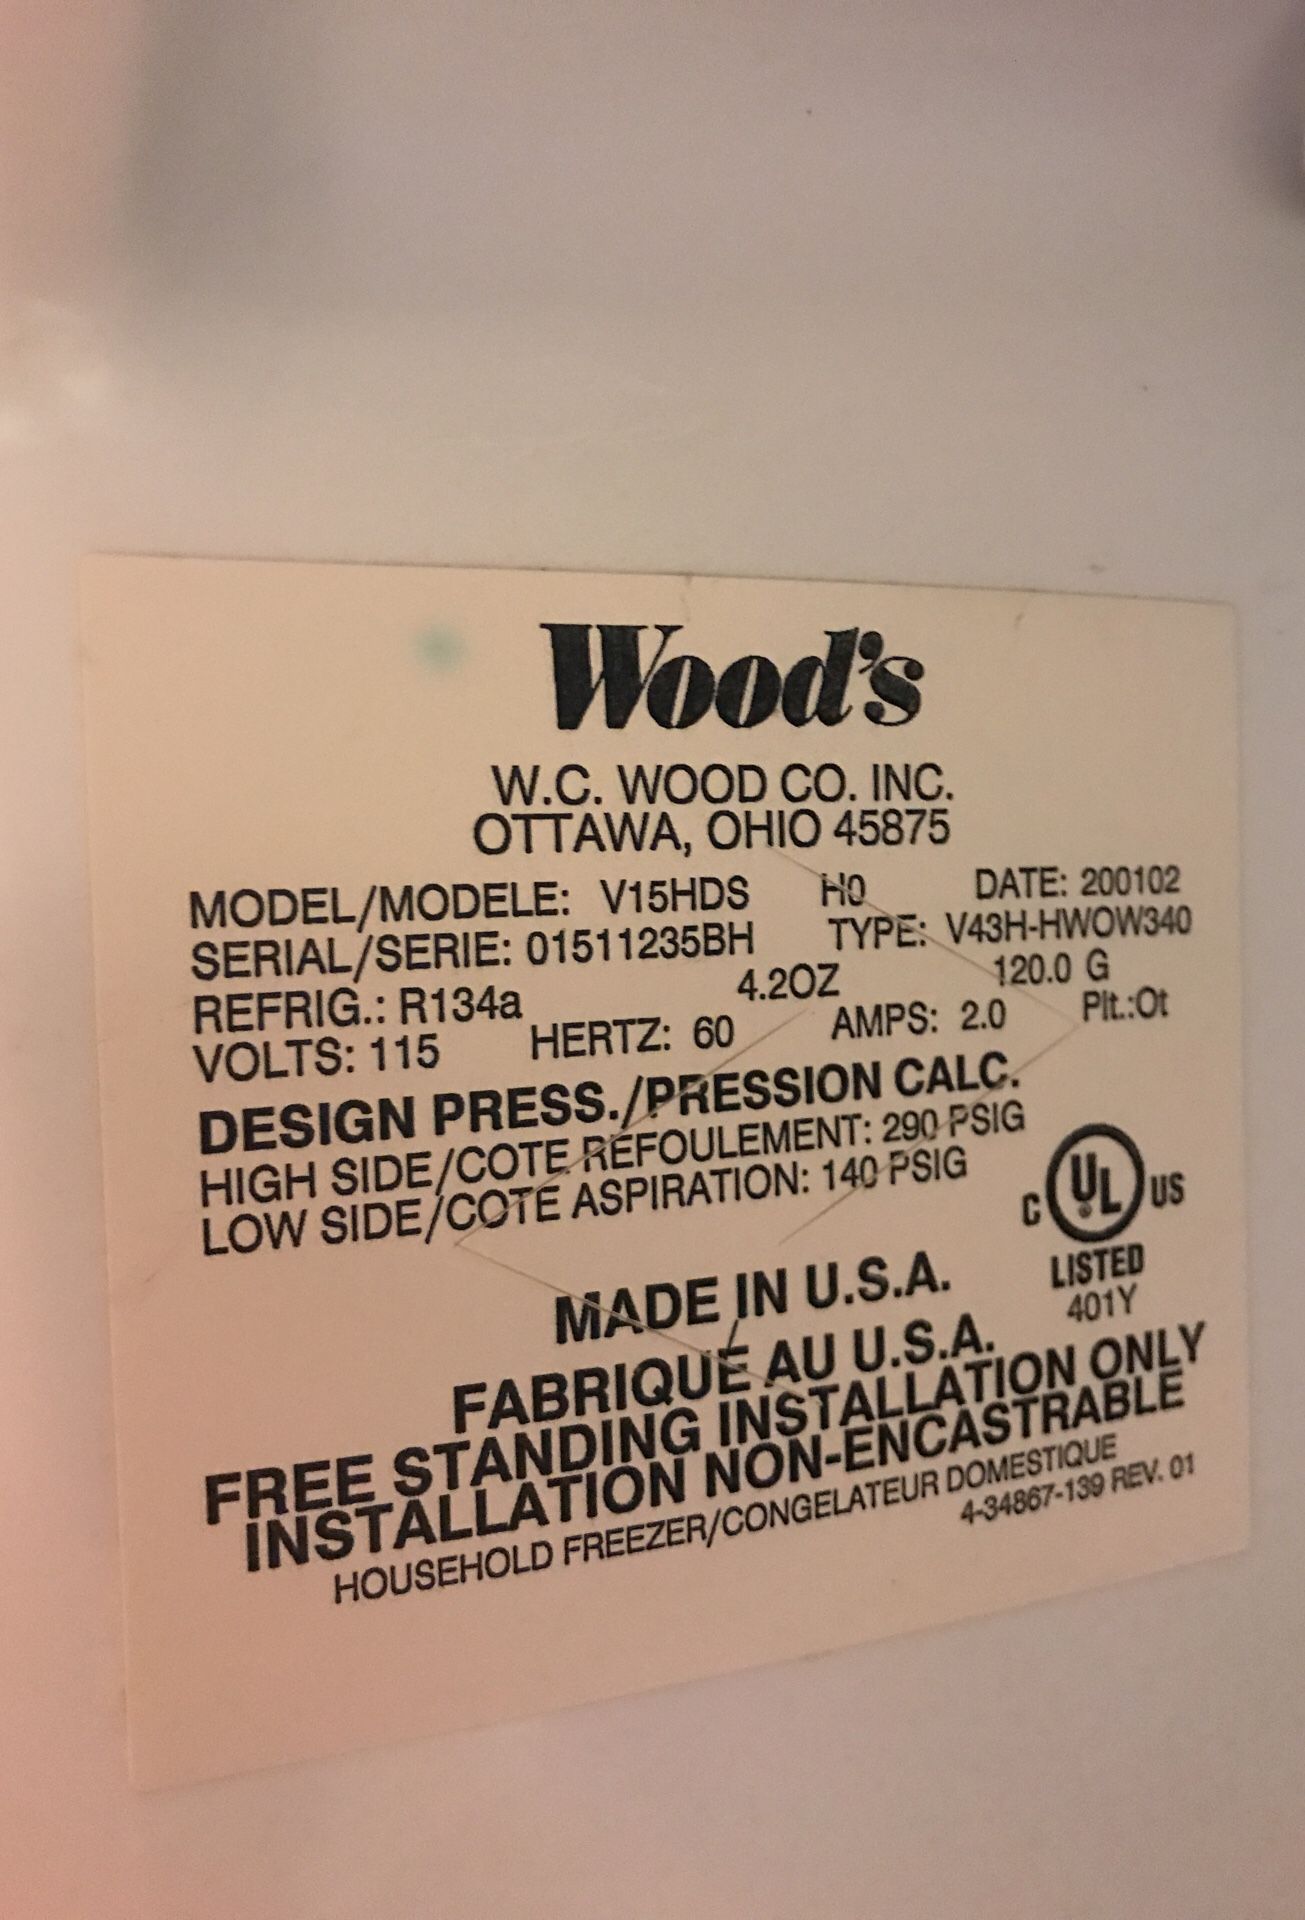 Wood's
W.C. WOOD CO. INC.
OTTAWA, OHIO 45875
MODEL/MODELE: V15HDS H0 DATE: 200102
SERIAL/SERIE: 01511235BH TYPE: V43H-HWOW340
REFRIG.: R134a 4.2OZ 120.0 G
VOLTS: 115 HERTZ: 60 AMPS: 2.0 Plt.:Ot
DESIGN PRESS./PRESSION CALC.
HIGH SIDE/COTE REFOULEMENT: 290 PSIG
LOW SIDE/COTE ASPIRATION: 140 PSIG
C UL ® US
LISTED
401Y
MADE IN U.S.A.
FABRIQUÉ AU U.S.A.
FREE STANDING INSTALLATION ONLY
INSTALLATION NON-ENCASTRABLE
HOUSEHOLD FREEZER/CONGELATEUR DOMESTIQUE
4-34867-139 REV. 01